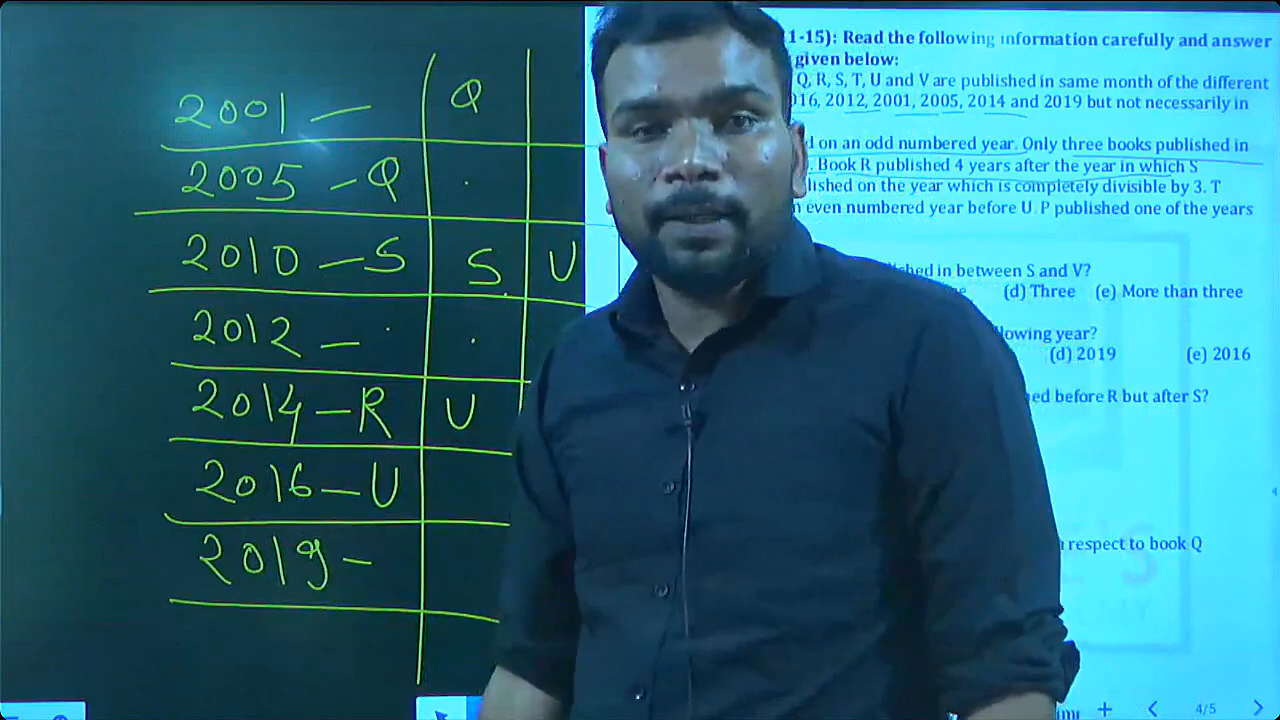 2001 — Q
2005 - Q .
2010 - S S U
2012 - . .
2014 - R U
2016 - U
2019 -
1-15): Read the following information carefully and answer
given below:
Q, R, S, T, U and V are published in same month of the different
16, 2012, 2001, 2005, 2014 and 2019 but not necessarily in
on an odd numbered year. Only three books published in
. Book R published 4 years after the year in which S
lished on the year which is completely divisible by 3. T
even numbered year before U. P published one of the years
in between S and V?
(d) Three (e) More than three
lowing year?
(d) 2019 (e) 2016
before R but after S?
respect to book Q
4/5